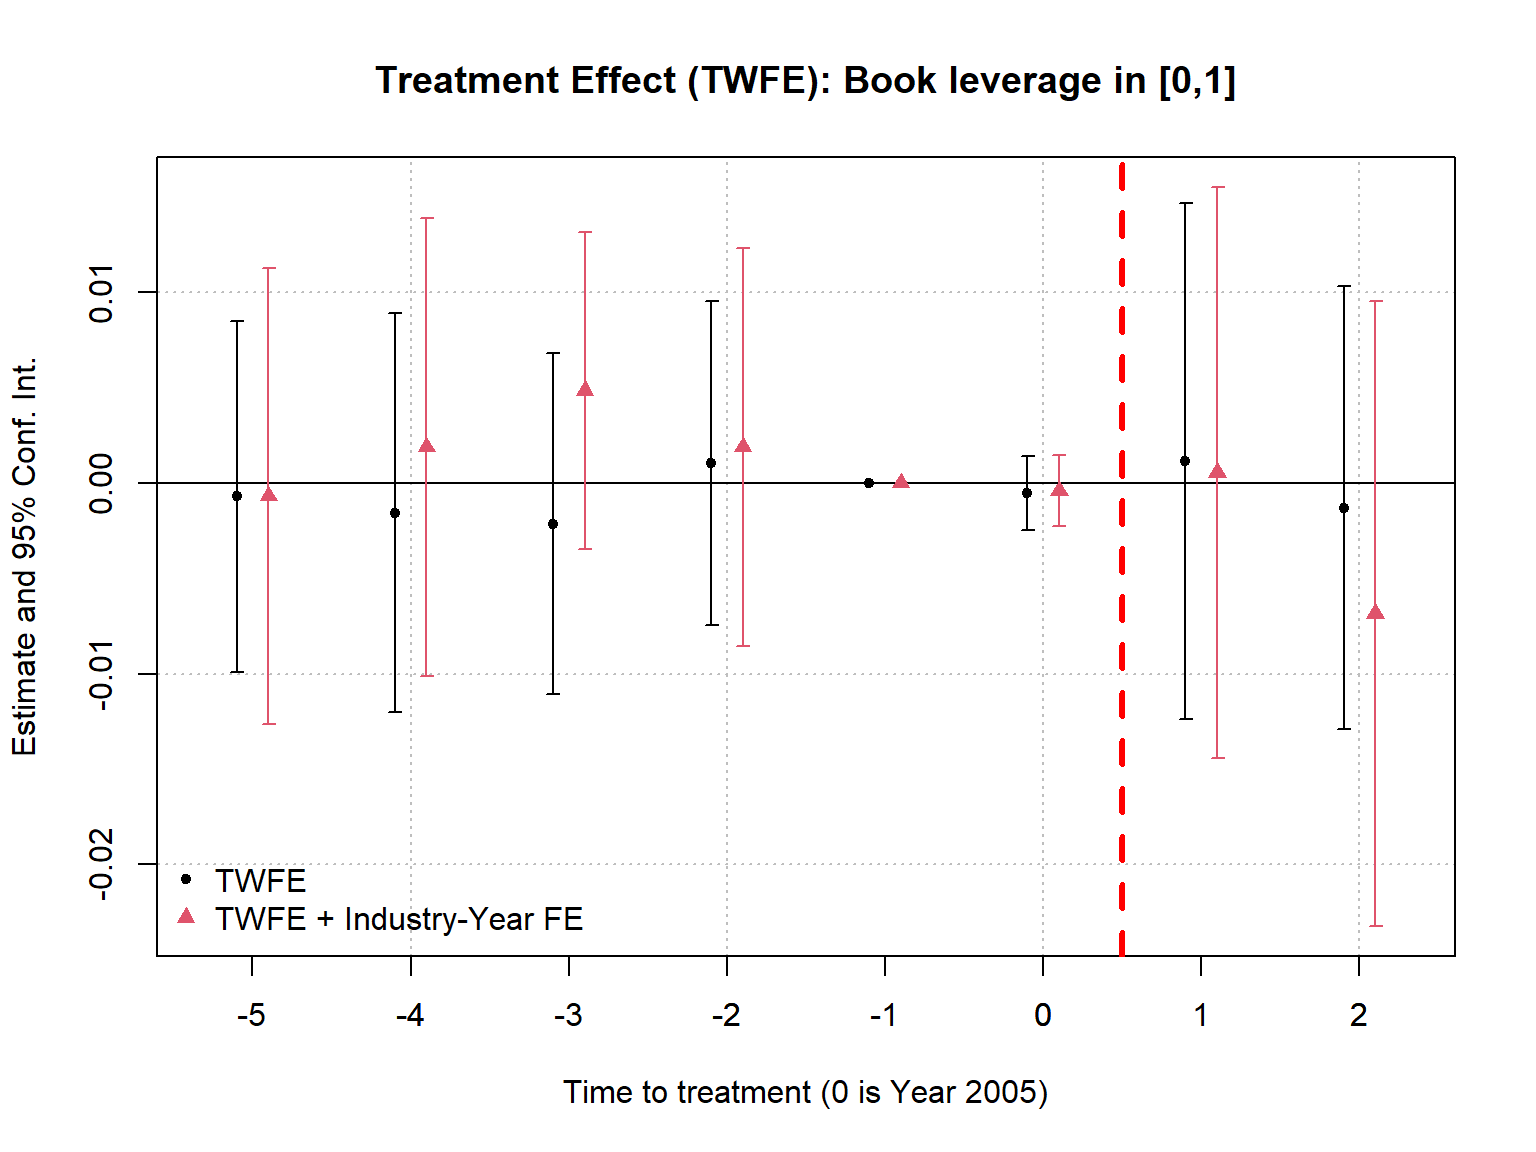 Treatment Effect (TWFE): Book leverage in [0,1]
Estimate and 95% Conf. Int.
0.01
0.00
-0.01
-0.02
TWFE
TWFE + Industry-Year FE
-5 -4 -3 -2 -1 0 1 2
Time to treatment (0 is Year 2005)